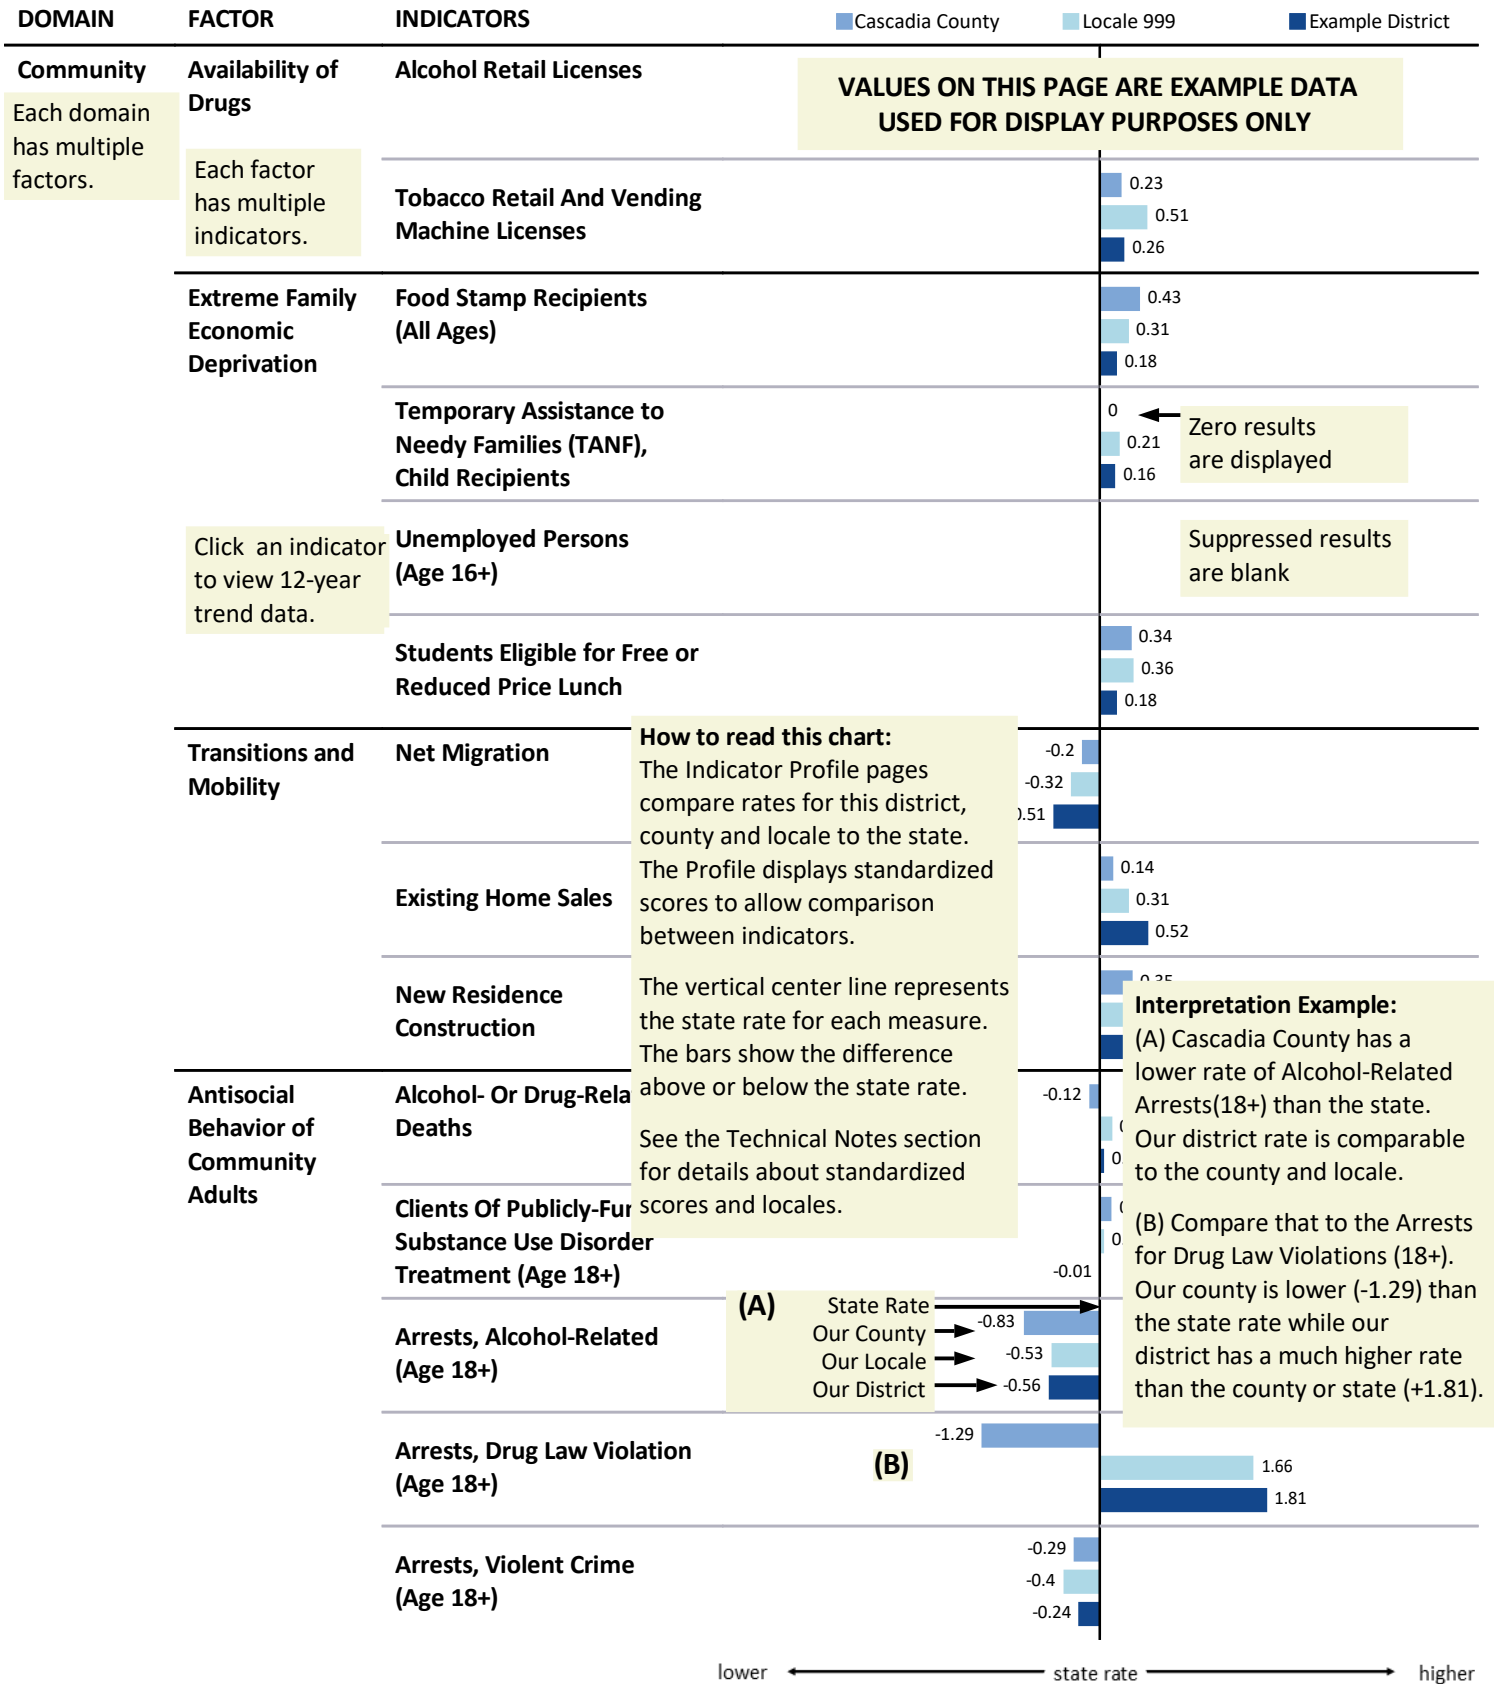 DOMAIN FACTOR INDICATORS Cascadia County Locale 999 Example District
Community
Each domain
has multiple
factors.
Availability of
Drugs
Each factor
has multiple
indicators.
Alcohol Retail Licenses
VALUES ON THIS PAGE ARE EXAMPLE DATA
USED FOR DISPLAY PURPOSES ONLY
Tobacco Retail And Vending
Machine Licenses
0.23
0.51
0.26
Extreme Family
Economic
Deprivation
Food Stamp Recipients
(All Ages)
0.43
0.31
0.18
Temporary Assistance to
Needy Families (TANF),
Child Recipients
0
0.21
0.16
Zero results
are displayed
Click an indicator
to view 12-year
trend data.
Unemployed Persons
(Age 16+)
Suppressed results
are blank
Students Eligible for Free or
Reduced Price Lunch
0.34
0.36
0.18
Transitions and
Mobility
Net Migration
-0.2
-0.32
.51
How to read this chart:
The Indicator Profile pages
compare rates for this district,
county and locale to the state.
The Profile displays standardized
scores to allow comparison
between indicators.
The vertical center line represents
the state rate for each measure.
The bars show the difference
above or below the state rate.
See the Technical Notes section
for details about standardized
scores and locales.
Existing Home Sales
0.14
0.31
0.52
New Residence
Construction
Interpretation Example:
(A) Cascadia County has a
lower rate of Alcohol-Related
Arrests(18+) than the state.
Our district rate is comparable
to the county and locale.
(B) Compare that to the Arrests
for Drug Law Violations (18+).
Our county is lower (-1.29) than
the state rate while our
district has a much higher rate
than the county or state (+1.81).
Antisocial
Behavior of
Community
Adults
Alcohol- Or Drug-Rela
Deaths
-0.12
0.
Clients Of Publicly-Fu
Substance Use Disorder
Treatment (Age 18+)
0.
-0.01
Arrests, Alcohol-Related
(Age 18+)
(A) State Rate
Our County -0.83
Our Locale -0.53
Our District -0.56
Arrests, Drug Law Violation
(Age 18+)
-1.29
(B)
1.66
1.81
Arrests, Violent Crime
(Age 18+)
-0.29
-0.4
-0.24
lower state rate higher